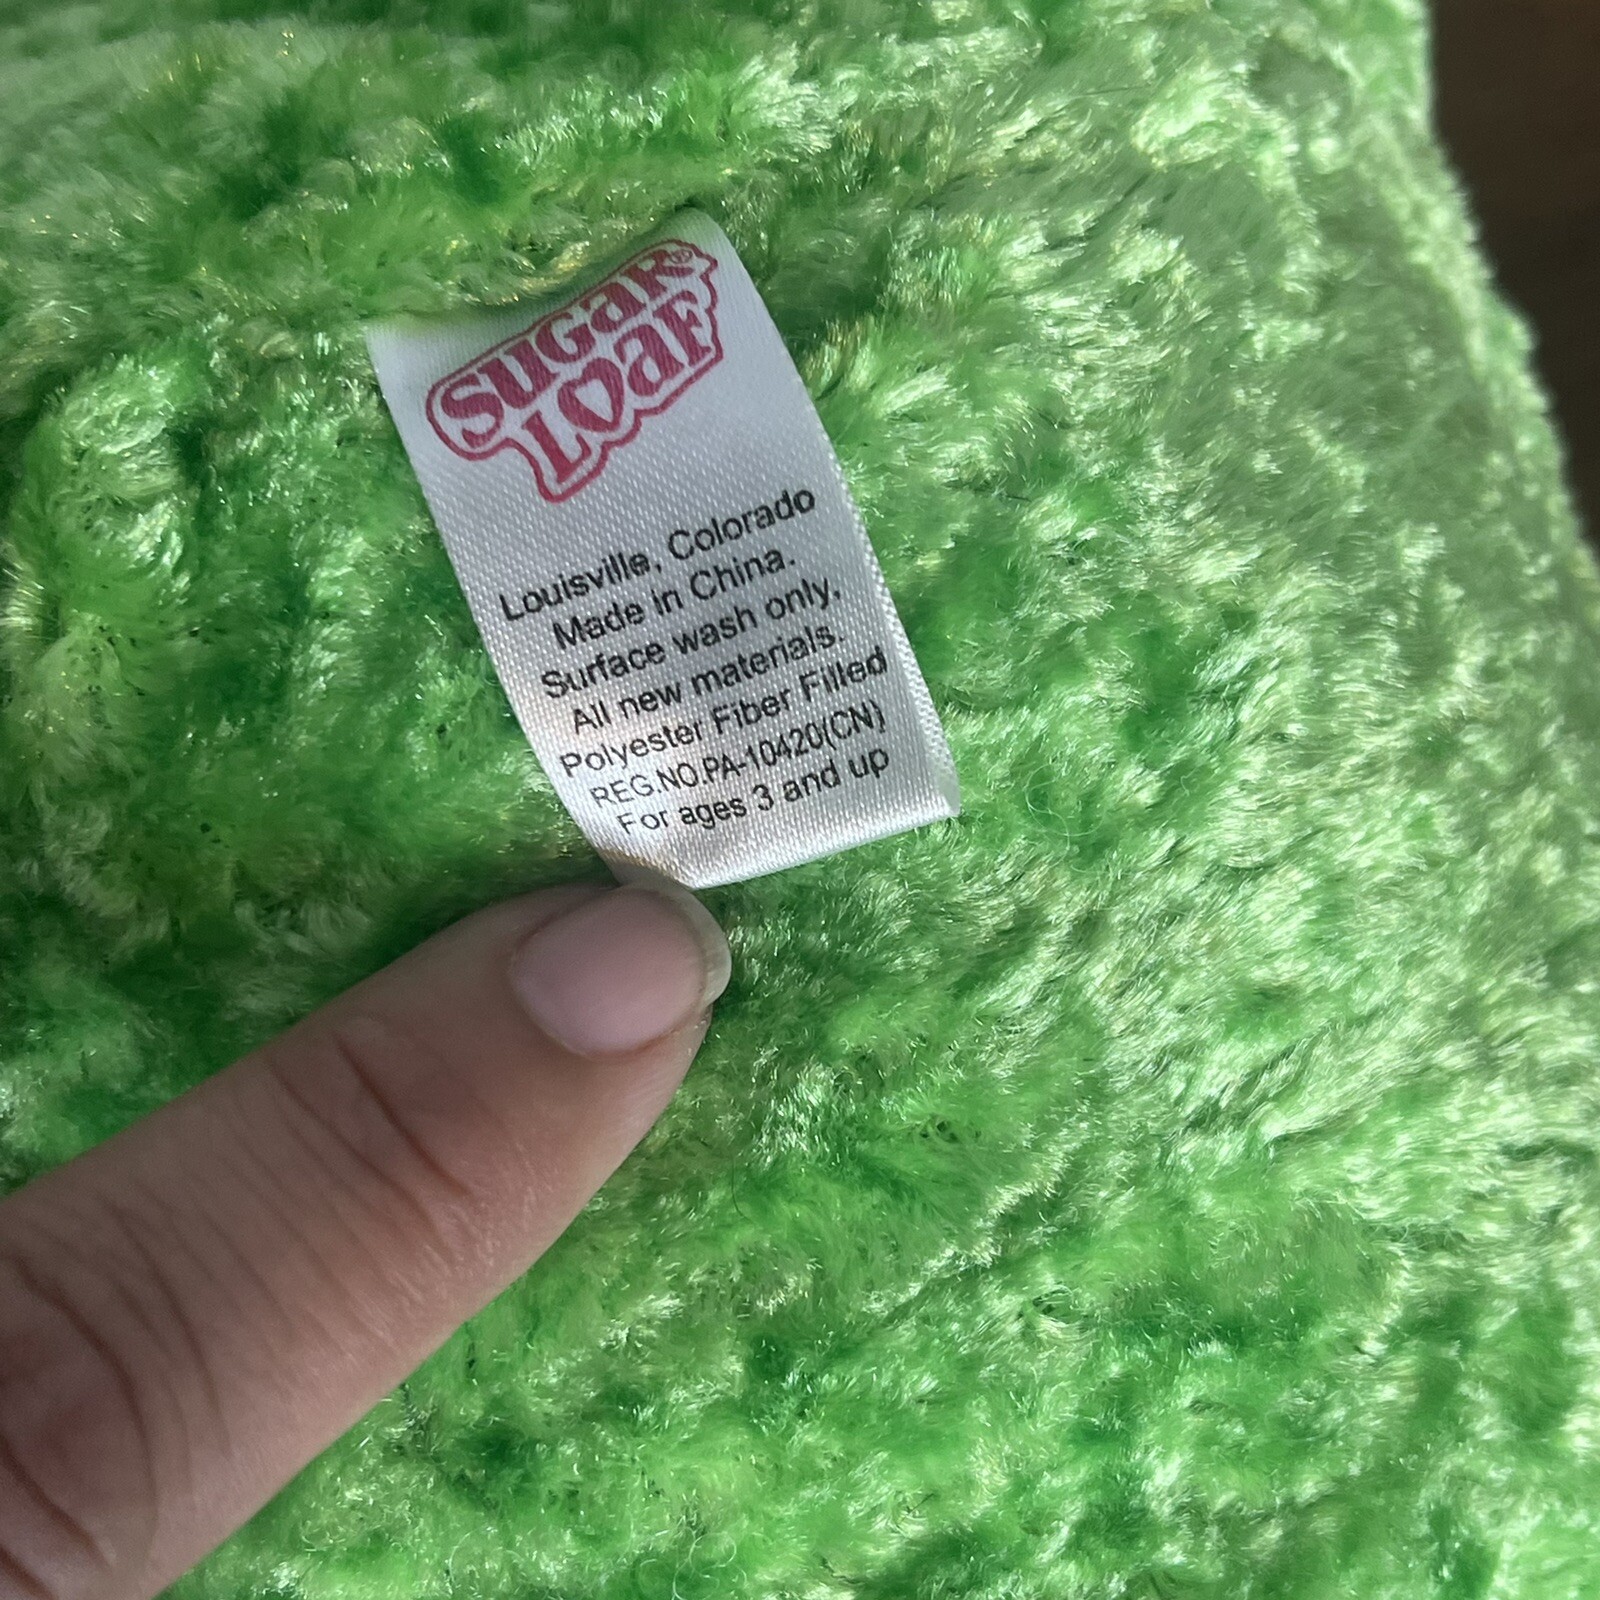 SUGAR®
LOAF
Louisville, Colorado
Made in China.
Surface wash only.
All new materials.
Polyester Fiber Filled
REG.NO.PA-10420(CN)
For ages 3 and up